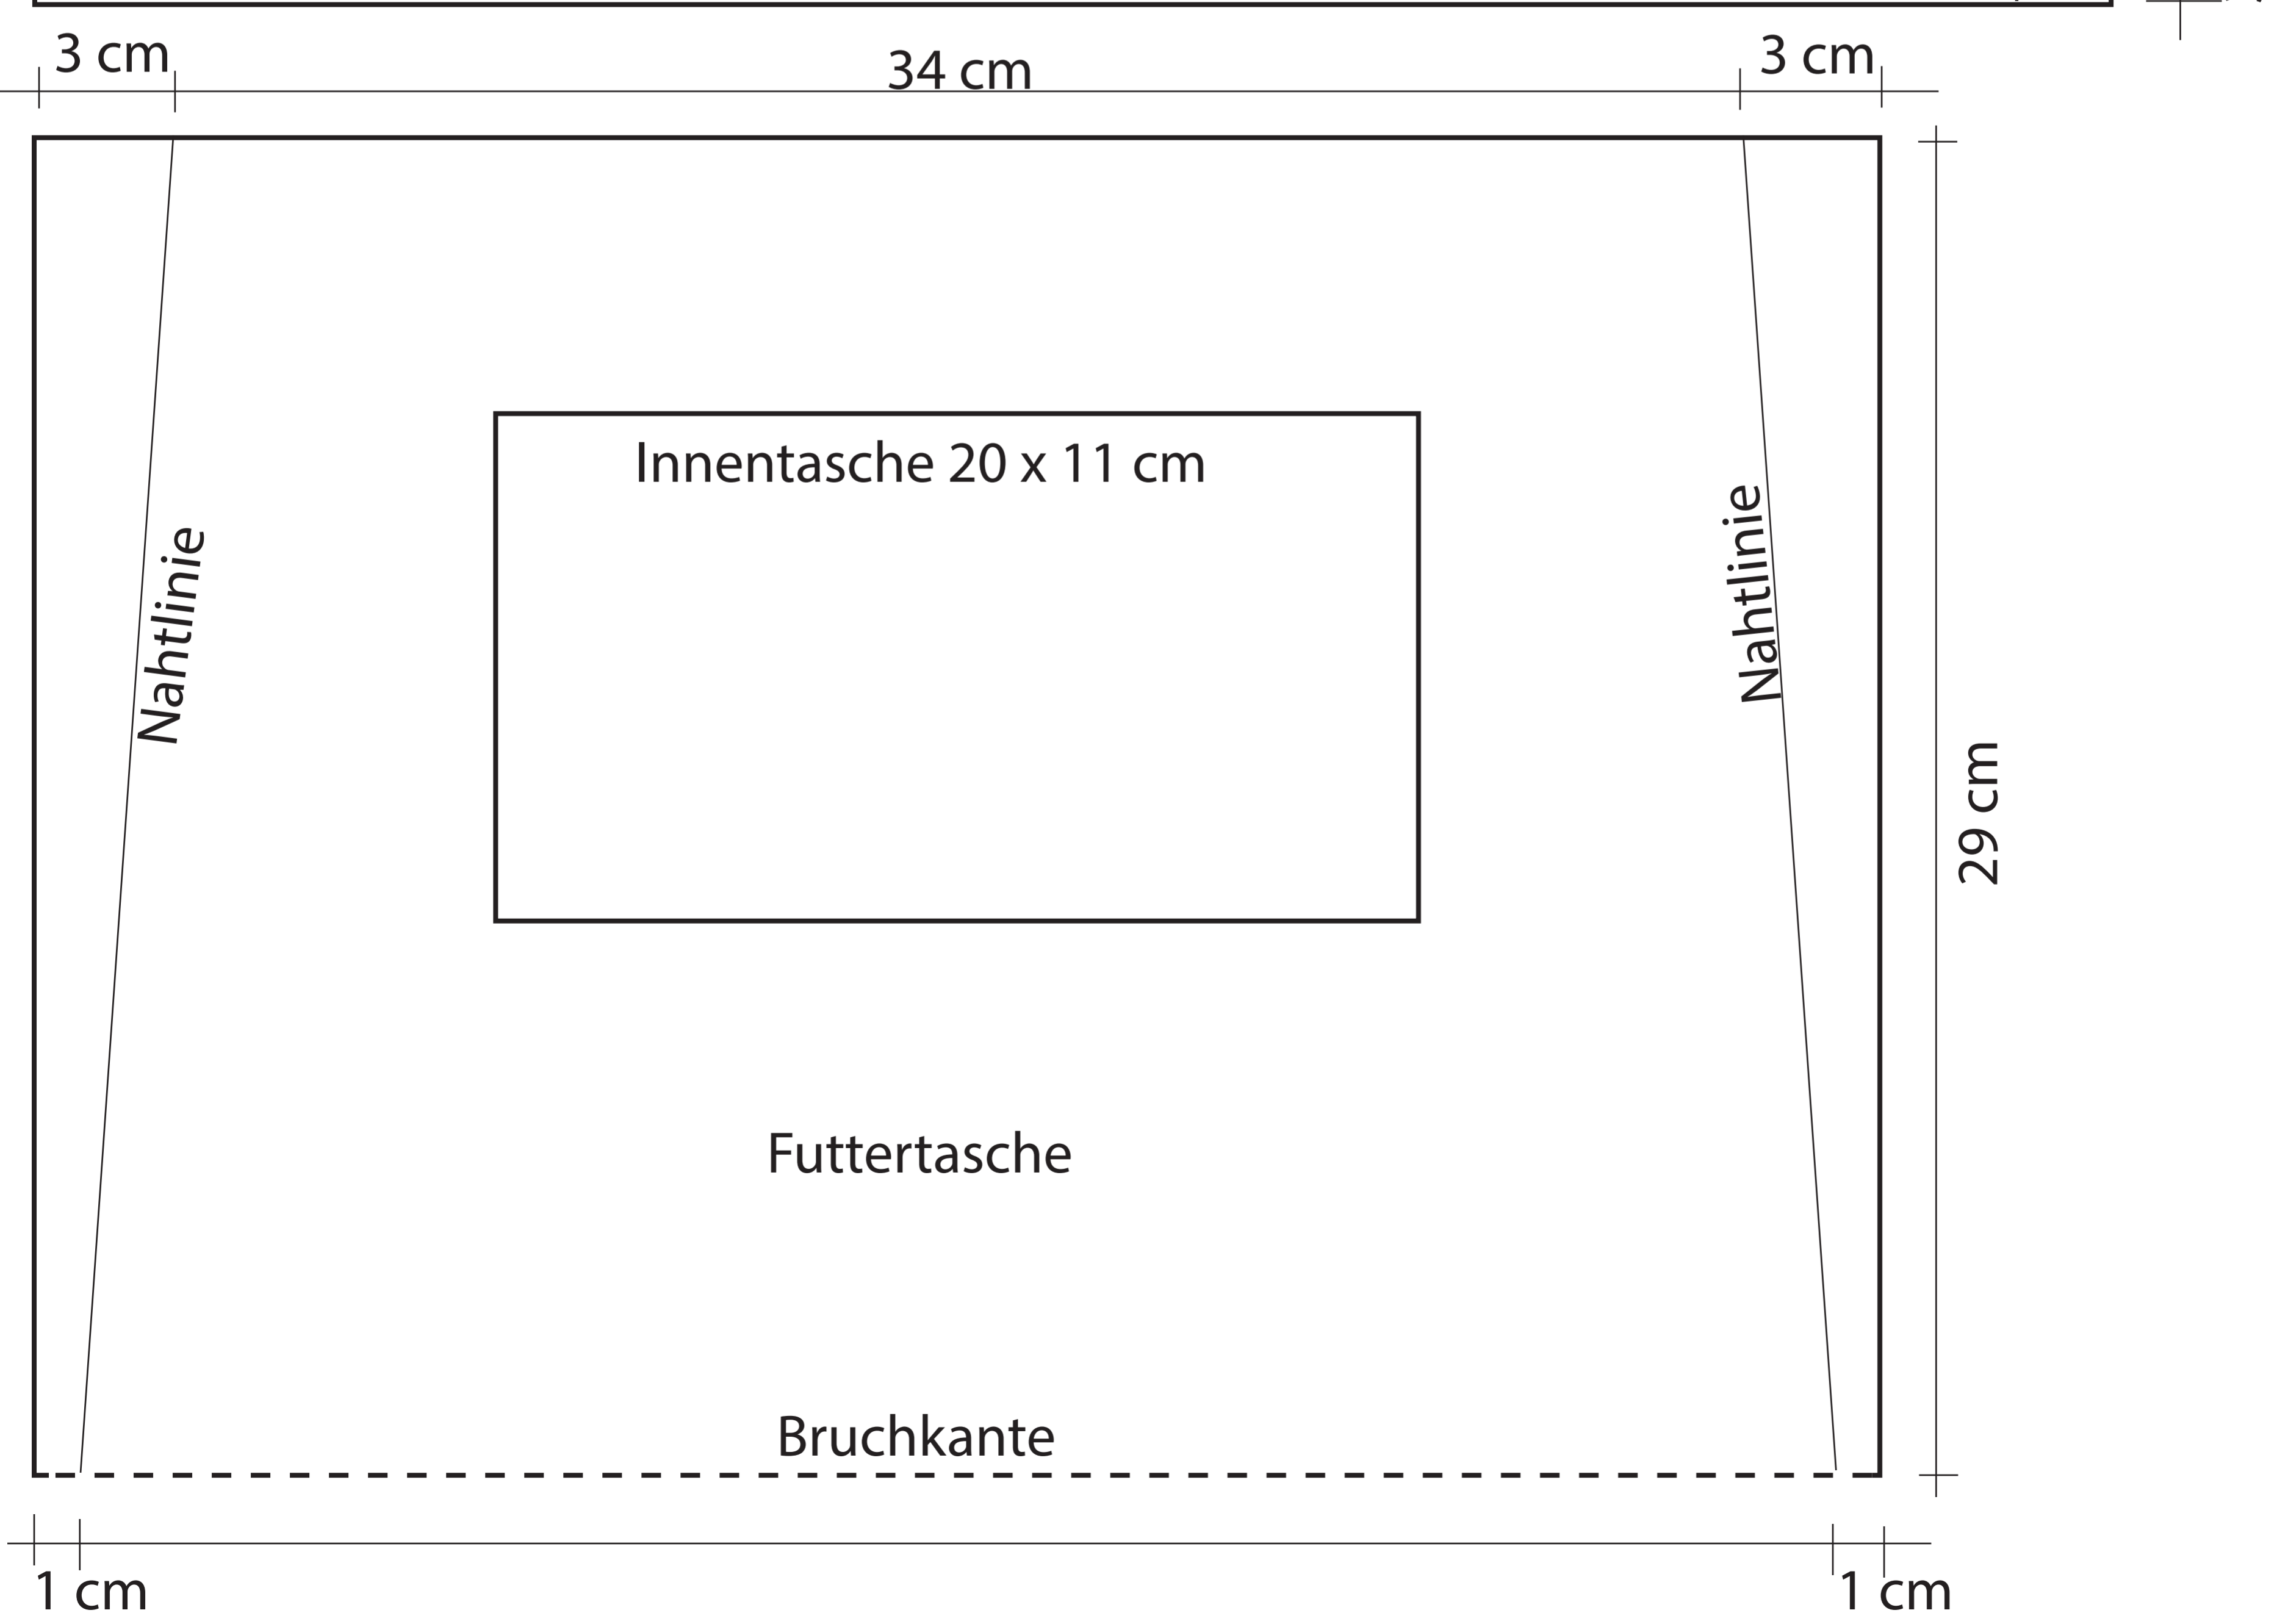 3 cm
34 cm
3 cm
Innentasche 20 x 11 cm
Nahtlinie
Nahtlinie
29 cm
Futtertasche
Bruchkante
1 cm
1 cm